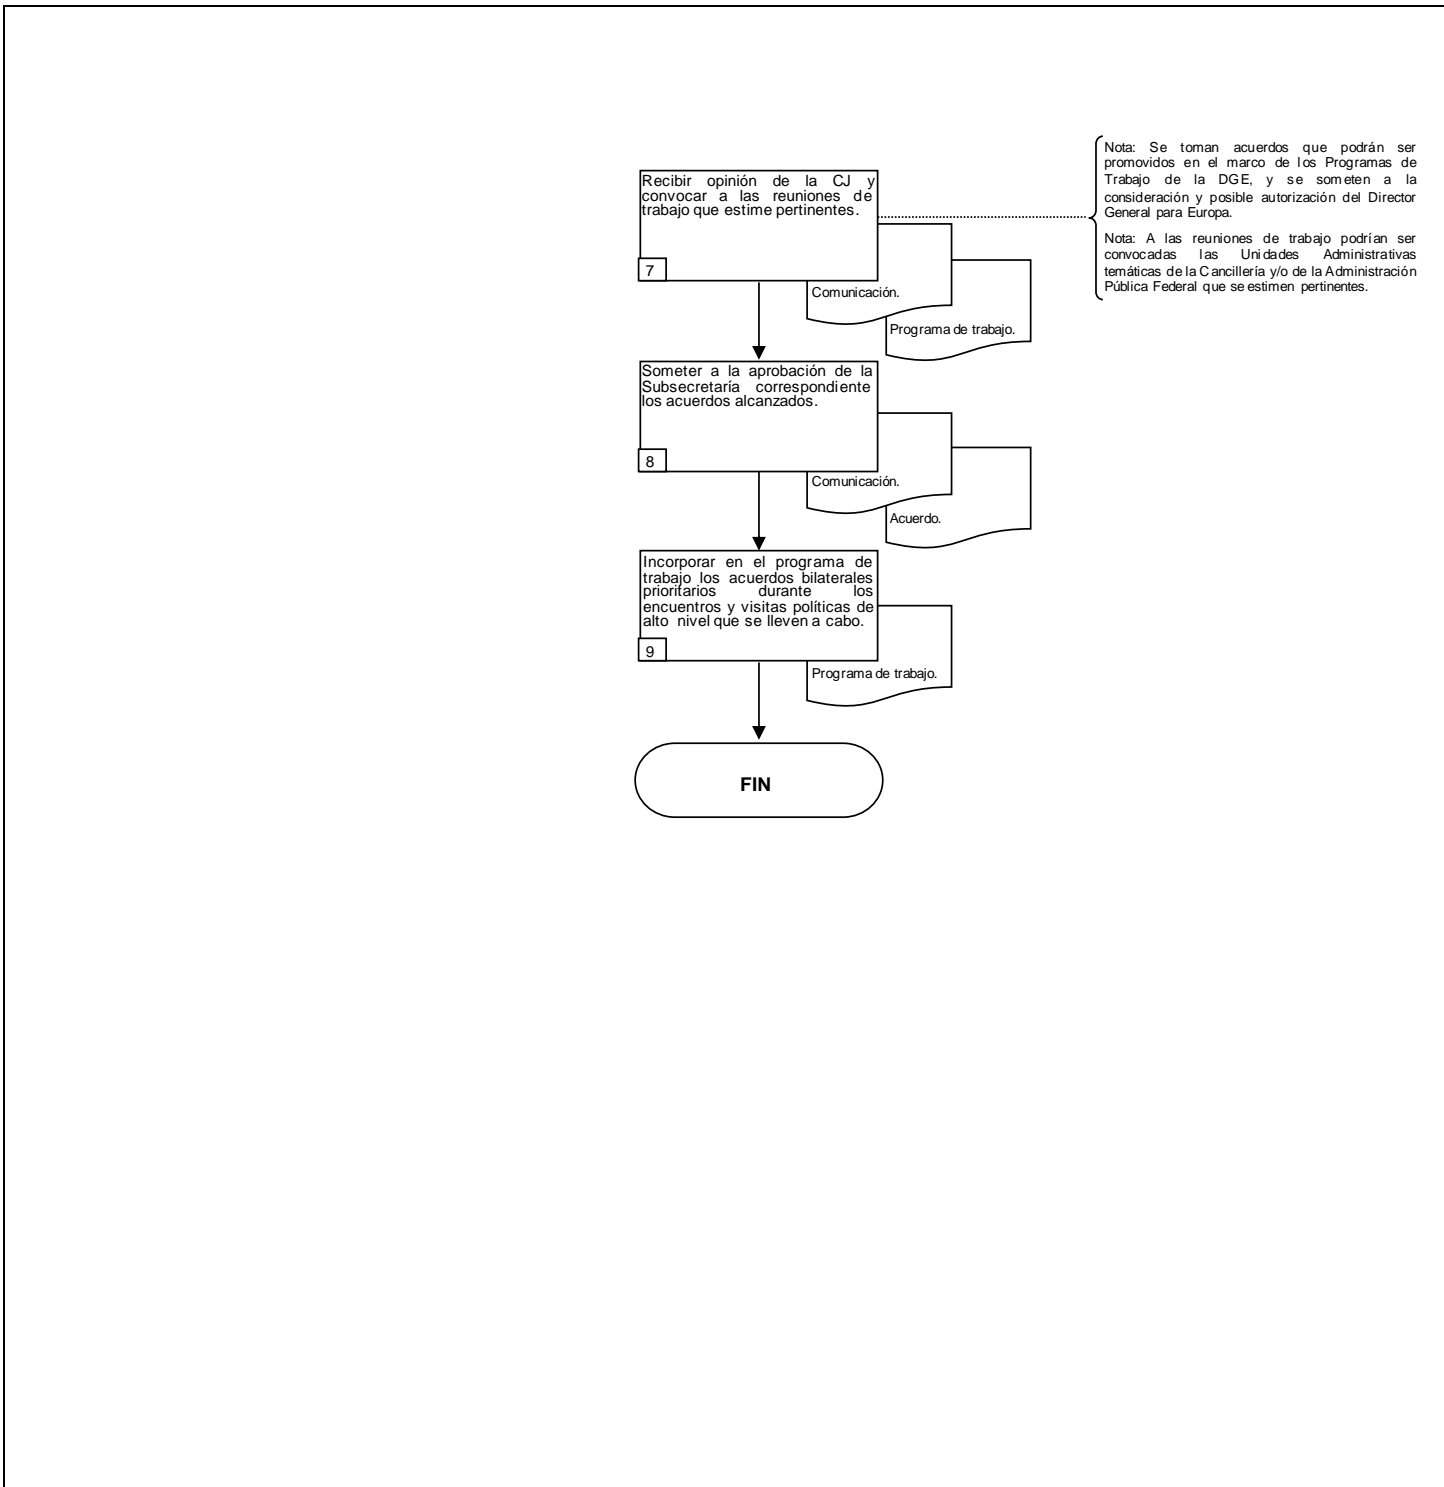 Recibir opinión de la CJ y
convocar a las reuniones de
trabajo que estime pertinentes.
7
Comunicación.
Programa de trabajo.
Nota: Se toman acuerdos que podrán ser
promovidos en el marco de los Programas de
Trabajo de la DGE, y se someten a la
consideración y posible autorización del Director
General para Europa.
Nota: A las reuniones de trabajo podrían ser
convocadas las Unidades Administrativas
temáticas de la Cancillería y/o de la Administración
Pública Federal que se estimen pertinentes.
Someter a la aprobación de la
Subsecretaría correspondiente
los acuerdos alcanzados.
8
Comunicación.
Acuerdo.
Incorporar en el programa de
trabajo los acuerdos bilaterales
prioritarios durante los
encuentros y visitas políticas de
alto nivel que se lleven a cabo.
9
Programa de trabajo.
FIN